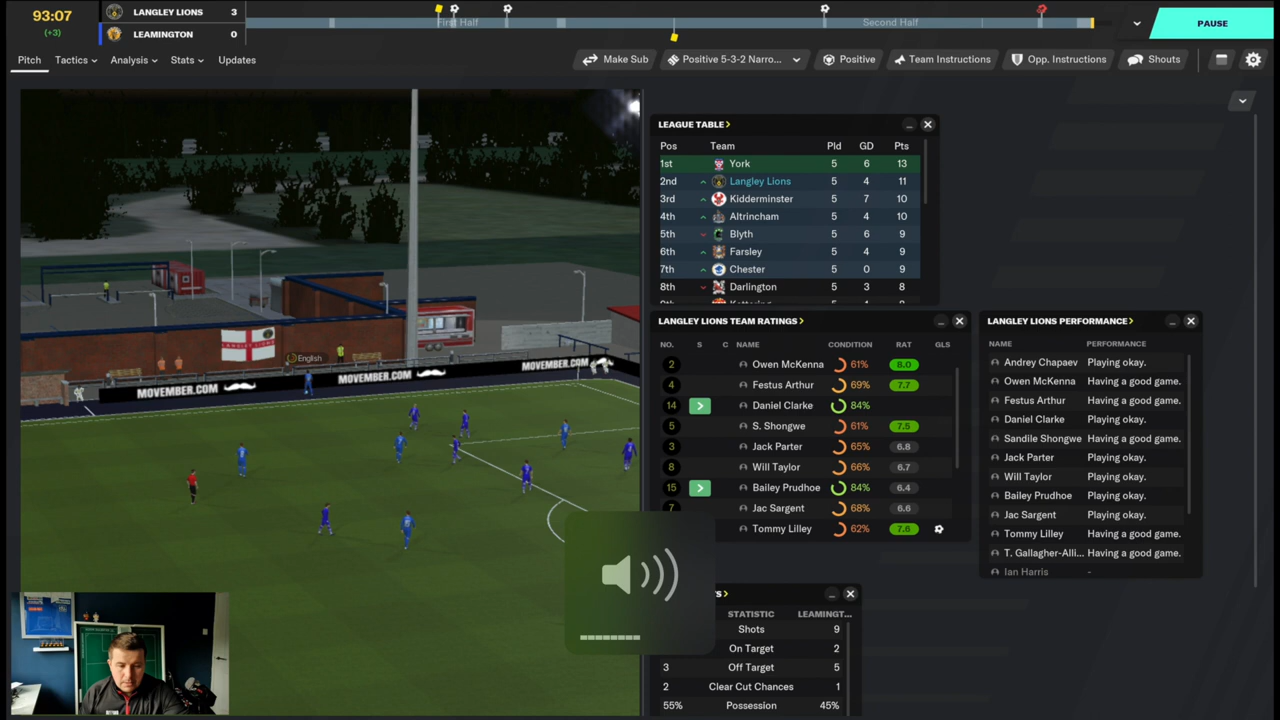 93:07
(+3)
LANGLEY LIONS 3
LEAMINGTON 0
First Half
Second Half
PAUSE
Pitch
Tactics
Analysis
Stats
Updates
Make Sub
Positive 5-3-2 Narro...
Positive
Team Instructions
Opp. Instructions
Shouts
LEAGUE TABLE
Pos Team Pld GD Pts
1st York 5 6 13
2nd Langley Lions 5 4 11
3rd Kidderminster 5 7 10
4th Altrincham 5 4 10
5th Blyth 5 6 9
6th Farsley 5 4 9
7th Chester 5 0 9
8th Darlington 5 3 8
LANGLEY LIONS TEAM RATINGS
NO. S C NAME CONDITION RAT GLS
2 Owen McKenna 61% 8.0
4 Festus Arthur 69% 7.7
14 Daniel Clarke 84%
5 S. Shongwe 61% 7.5
3 Jack Parter 65% 6.8
8 Will Taylor 66% 6.7
15 Bailey Prudhoe 84% 6.4
7 Jac Sargent 68% 6.6
Tommy Lilley 62% 7.6
LANGLEY LIONS PERFORMANCE
NAME PERFORMANCE
Andrey Chapaev Playing okay.
Owen McKenna Having a good game.
Festus Arthur Having a good game.
Daniel Clarke Playing okay.
Sandile Shongwe Having a good game.
Jack Parter Playing okay.
Will Taylor Playing okay.
Bailey Prudhoe Playing okay.
Jac Sargent Playing okay.
Tommy Lilley Having a good game.
T. Gallagher-Alli... Having a good game.
Ian Harris -
LANGLEY LIONS
English
MOVEMBER.COM
MOVEMBER.COM
MOVEMBER.COM
STATISTIC LEAMINGT...
Shots 9
On Target 2
3 Off Target 5
2 Clear Cut Chances 1
55% Possession 45%